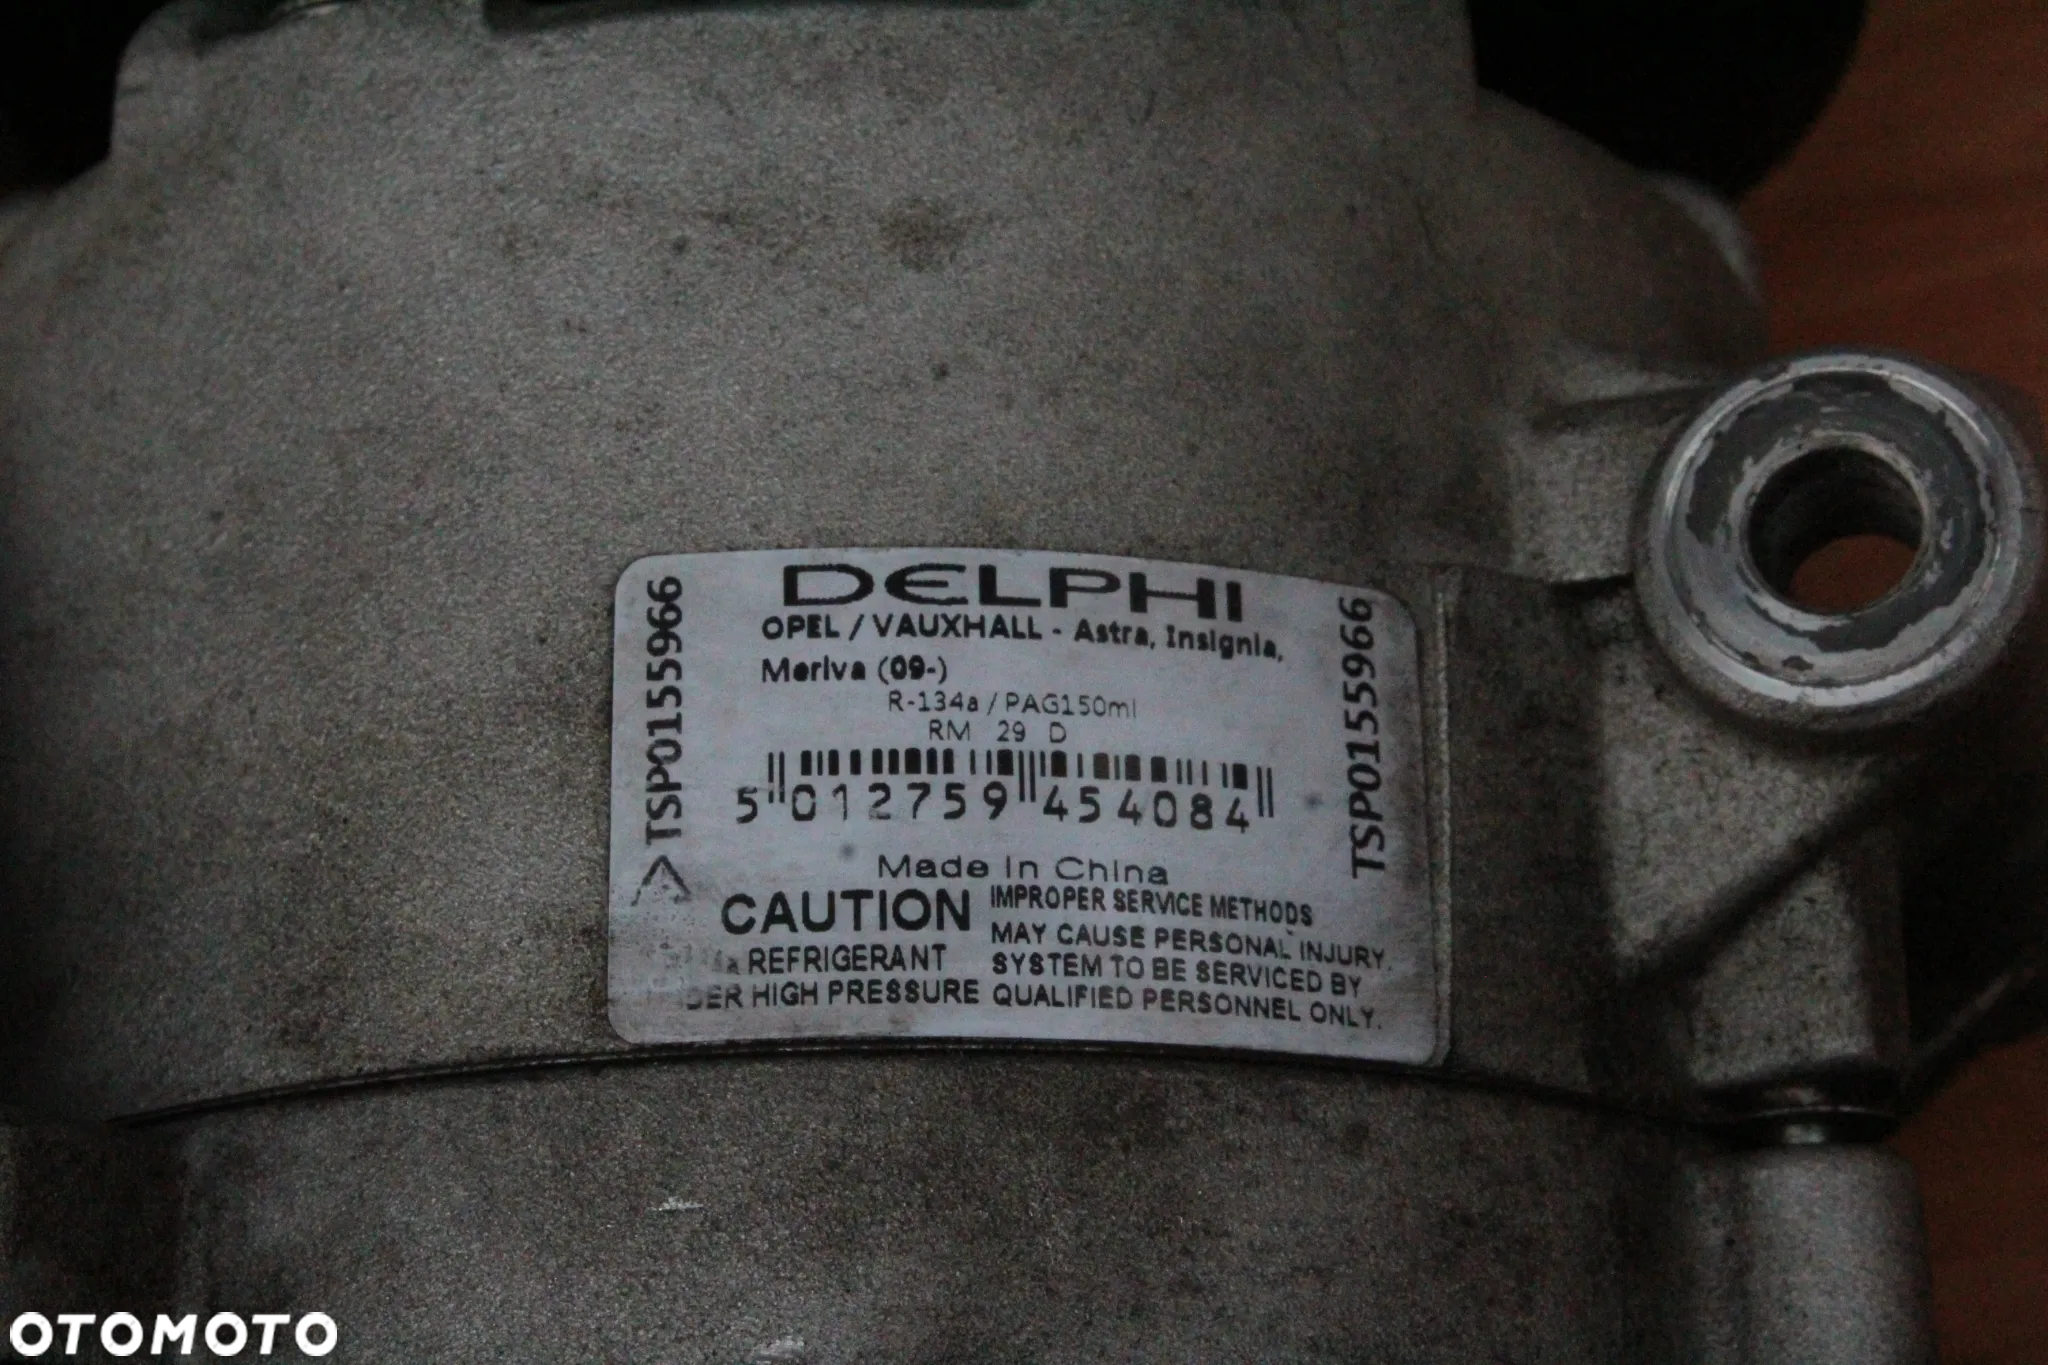 DELPHI
OPEL / VAUXHALL - Astra, Insignia,
Meriva (09-)
R-134a / PAG150ml
RM 29 D
5 012759 454084
Made In China
CAUTION
REFRIGERANT
HIGH PRESSURE
IMPROPER SERVICE METHODS
MAY CAUSE PERSONAL INJURY.
SYSTEM TO BE SERVICED BY
QUALIFIED PERSONNEL ONLY.
TSP0155966
TSP0155966
OTOMOTO